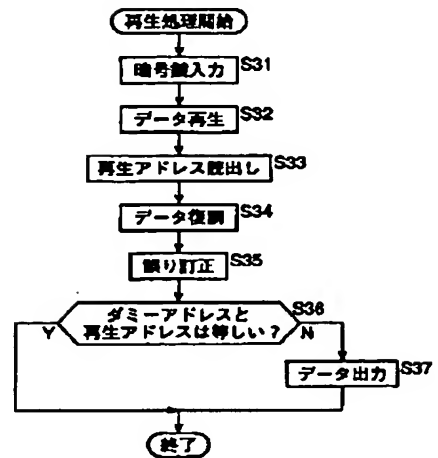 再生処理開始
暗号鍵入力 S31
データ再生 S32
再生アドレス読出し S33
データ復調 S34
誤り訂正 S35
S36
ダミーアドレスと
Y 再生アドレスは等しい? N
データ出力 S37
終了